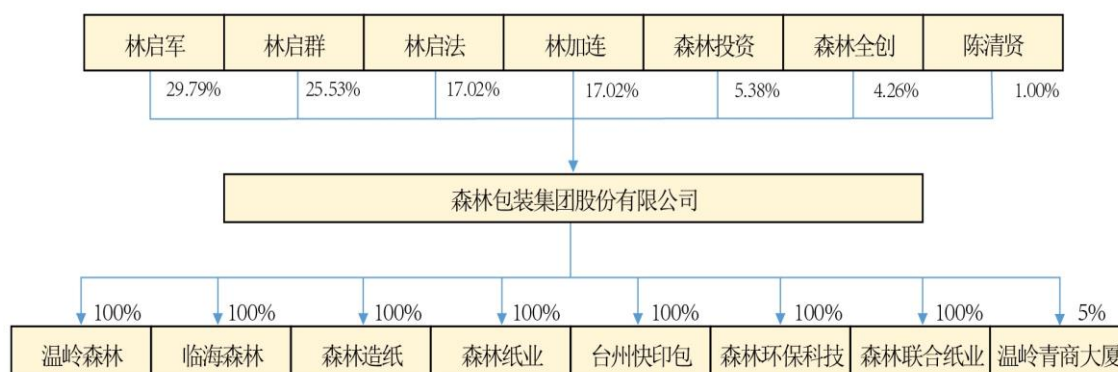 林启军 林启群 林启法 林加连 森林投资 森林全创 陈清贤
29.79% 25.53% 17.02% 17.02% 5.38% 4.26% 1.00%
森林包装集团股份有限公司
100% 100% 100% 100% 100% 100% 100% 5%
温岭森林 临海森林 森林造纸 森林纸业 台州快印包 森林环保科技 森林联合纸业 温岭青商大厦